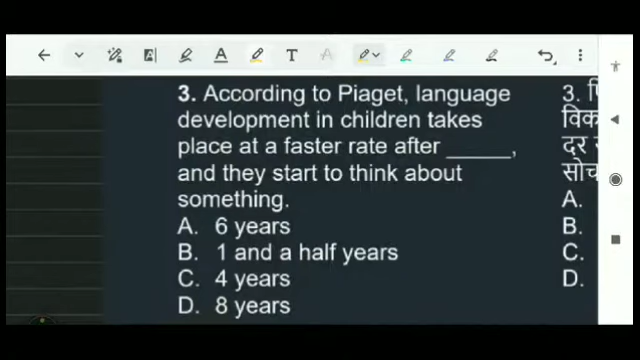 3. According to Piaget, language
development in children takes
place at a faster rate after _____,
and they start to think about
something.
A. 6 years
B. 1 and a half years
C. 4 years
D. 8 years
3.
विक
दर
सोच
A.
B.
C.
D.